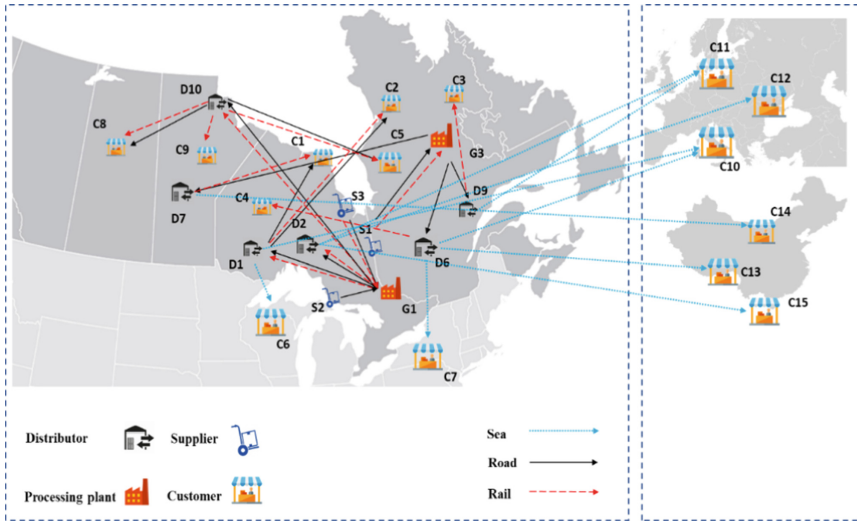 C11
C12
C2
C3
D10
C8
C9
C1
C5
G3
C10
D9
D7
C4
S3
S1
D2
C14
D1
D6
C13
S2
G1
C15
C6
C7
Distributor
Supplier
Sea
Road
Processing plant
Customer
Rail